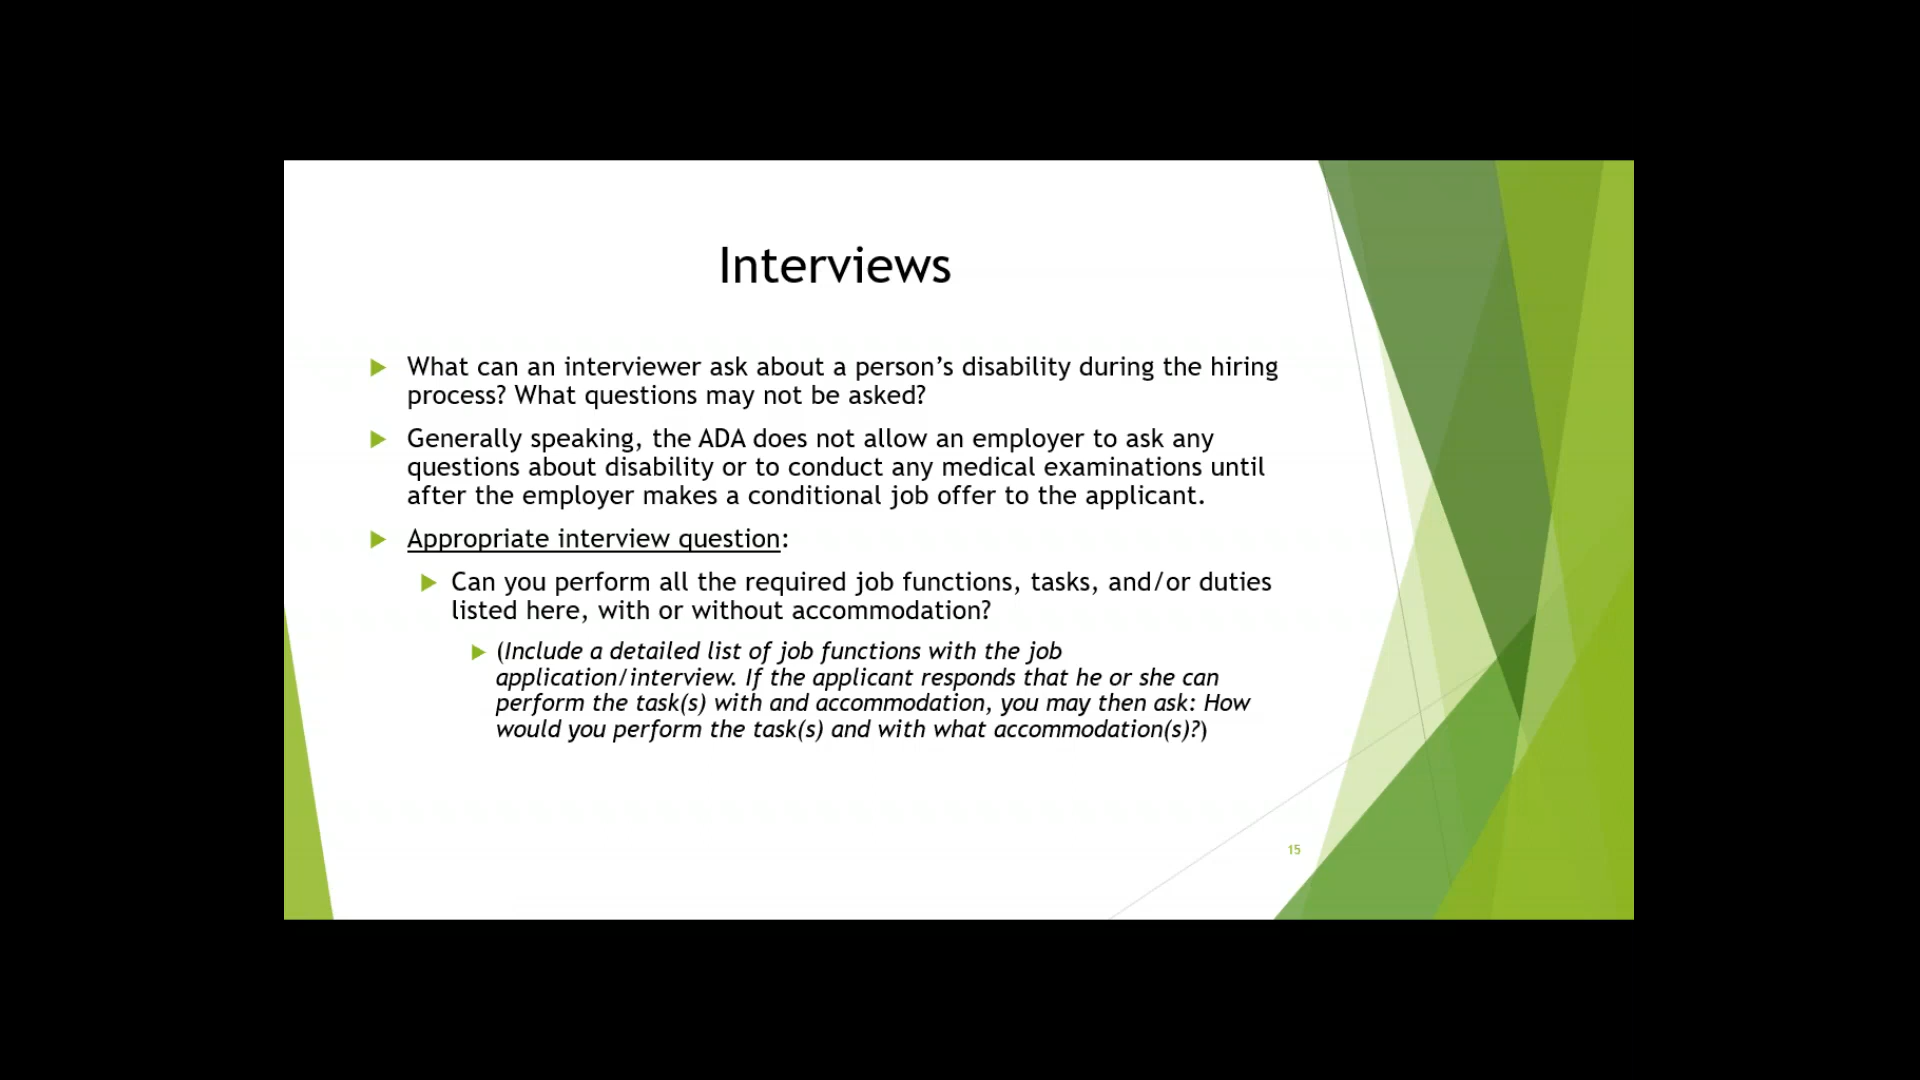 Interviews
What can an interviewer ask about a person’s disability during the hiring
process? What questions may not be asked?
Generally speaking, the ADA does not allow an employer to ask any
questions about disability or to conduct any medical examinations until
after the employer makes a conditional job offer to the applicant.
Appropriate interview question:
Can you perform all the required job functions, tasks, and/or duties
listed here, with or without accommodation?
(Include a detailed list of job functions with the job
application/interview. If the applicant responds that he or she can
perform the task(s) with and accommodation, you may then ask: How
would you perform the task(s) and with what accommodation(s)?)
15